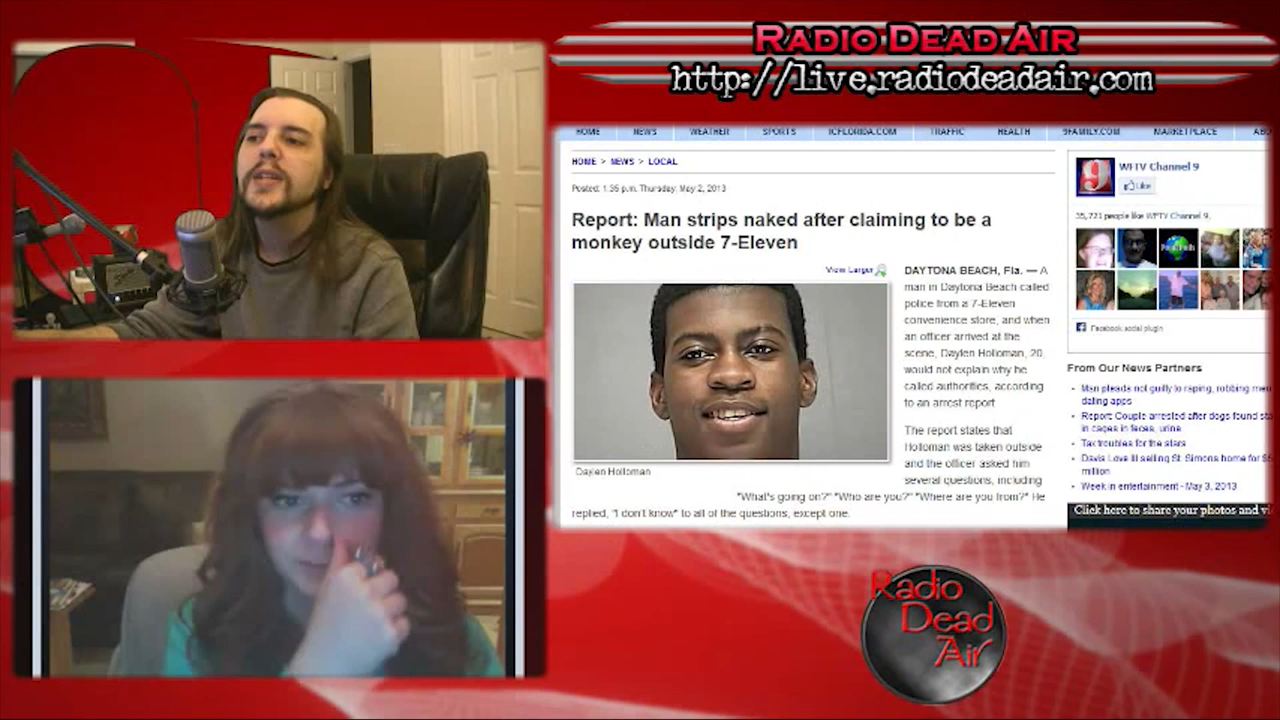 Radio Dead Air
http://live.radiodeadair.com
HOME NEWS WEATHER SPORTS ICFLORIDA.COM TRAFFIC HEALTH 9FAMILY.COM MARKETPLACE
HOME > NEWS > LOCAL
Posted: 1:35 p.m. Thursday, May 2, 2013
Report: Man strips naked after claiming to be a
monkey outside 7-Eleven
View Larger
DAYTONA BEACH, Fla. — A
man in Daytona Beach called
police from a 7-Eleven
convenience store, and when
an officer arrived at the
scene, Daylen Holloman, 20,
would not explain why he
called authorities, according
to an arrest report
The report states that
Holloman was taken outside
and the officer asked him
several questions, including
"What's going on?" "Who are you?" "Where are you from?" He
replied, "I don't know" to all of the questions, except one.
Daylen Holloman
9
WFTV Channel 9
Like
35,721 people like WFTV Channel 9.
Facebook social plugin
From Our News Partners
Man pleads not guilty to raping, robbing men
dating apps
Report: Couple arrested after dogs found
in cages in feces, urine
Tax troubles for the stars
Davis Love III selling St. Simons home for
million
Week in entertainment - May 3, 2013
Click here to share your photos and
Radio
Dead
Air